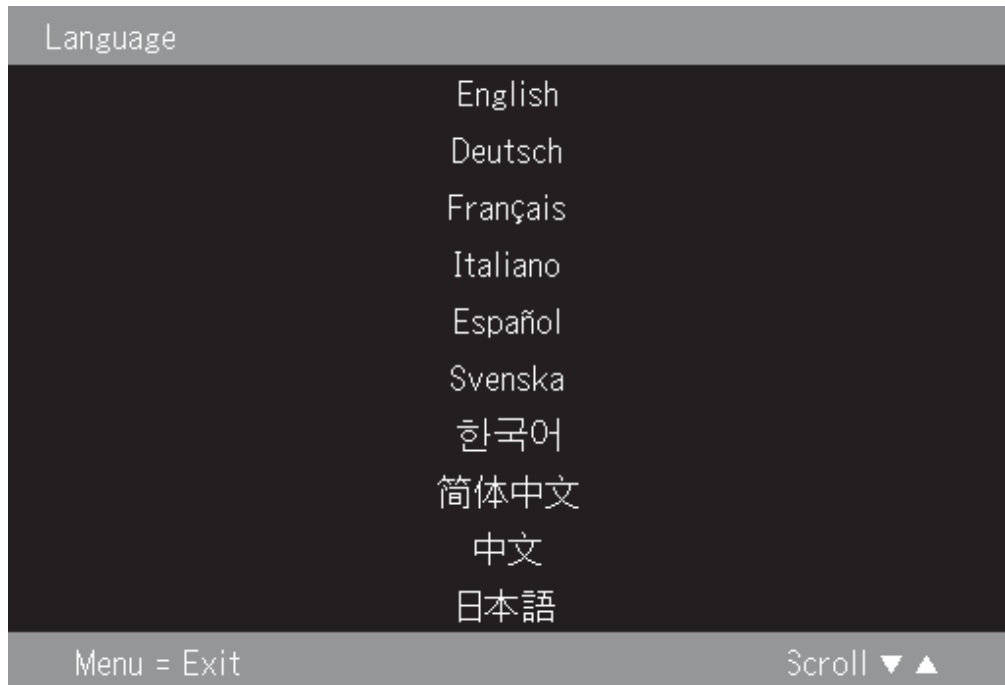 Language
English
Deutsch
Français
Italiano
Español
Svenska
한국어
简体中文
中文
日本語
Menu = Exit Scroll ▼ ▲